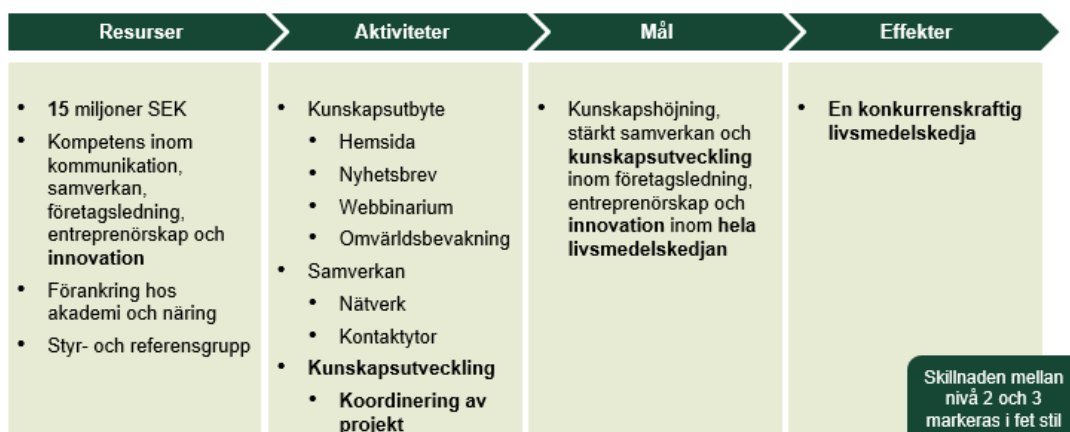 Resurser
Aktiviteter
Mål
Effekter
• 15 miljoner SEK
• Kompetens inom
kommunikation,
samverkan,
företagsledning,
entreprenörskap och
innovation
• Förankring hos
akademi och näring
• Styr- och referensgrupp
• Kunskapsutbyte
• Hemsida
• Nyhetsbrev
• Webbinarium
• Omvärldsbevakning
• Samverkan
• Nätverk
• Kontaktytor
• Kunskapsutveckling
• Koordinering av
projekt
• Kunskapshöjning,
stärkt samverkan och
kunskapsutveckling
inom företagsledning,
entreprenörskap och
innovation inom hela
livsmedelskedjan
• En konkurrenskraftig
livsmedelskedja
Skillnaden mellan
nivå 2 och 3
markeras i fet stil